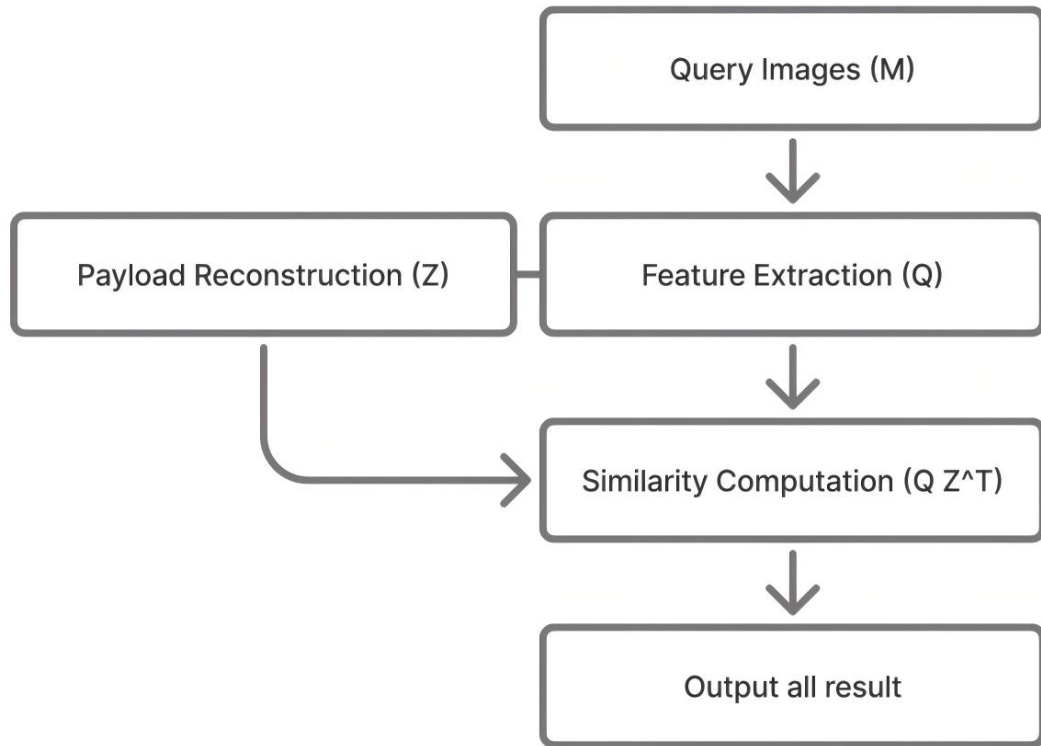 Query Images (M)
Payload Reconstruction (Z)
Feature Extraction (Q)
Similarity Computation (Q Z^T)
Output all result